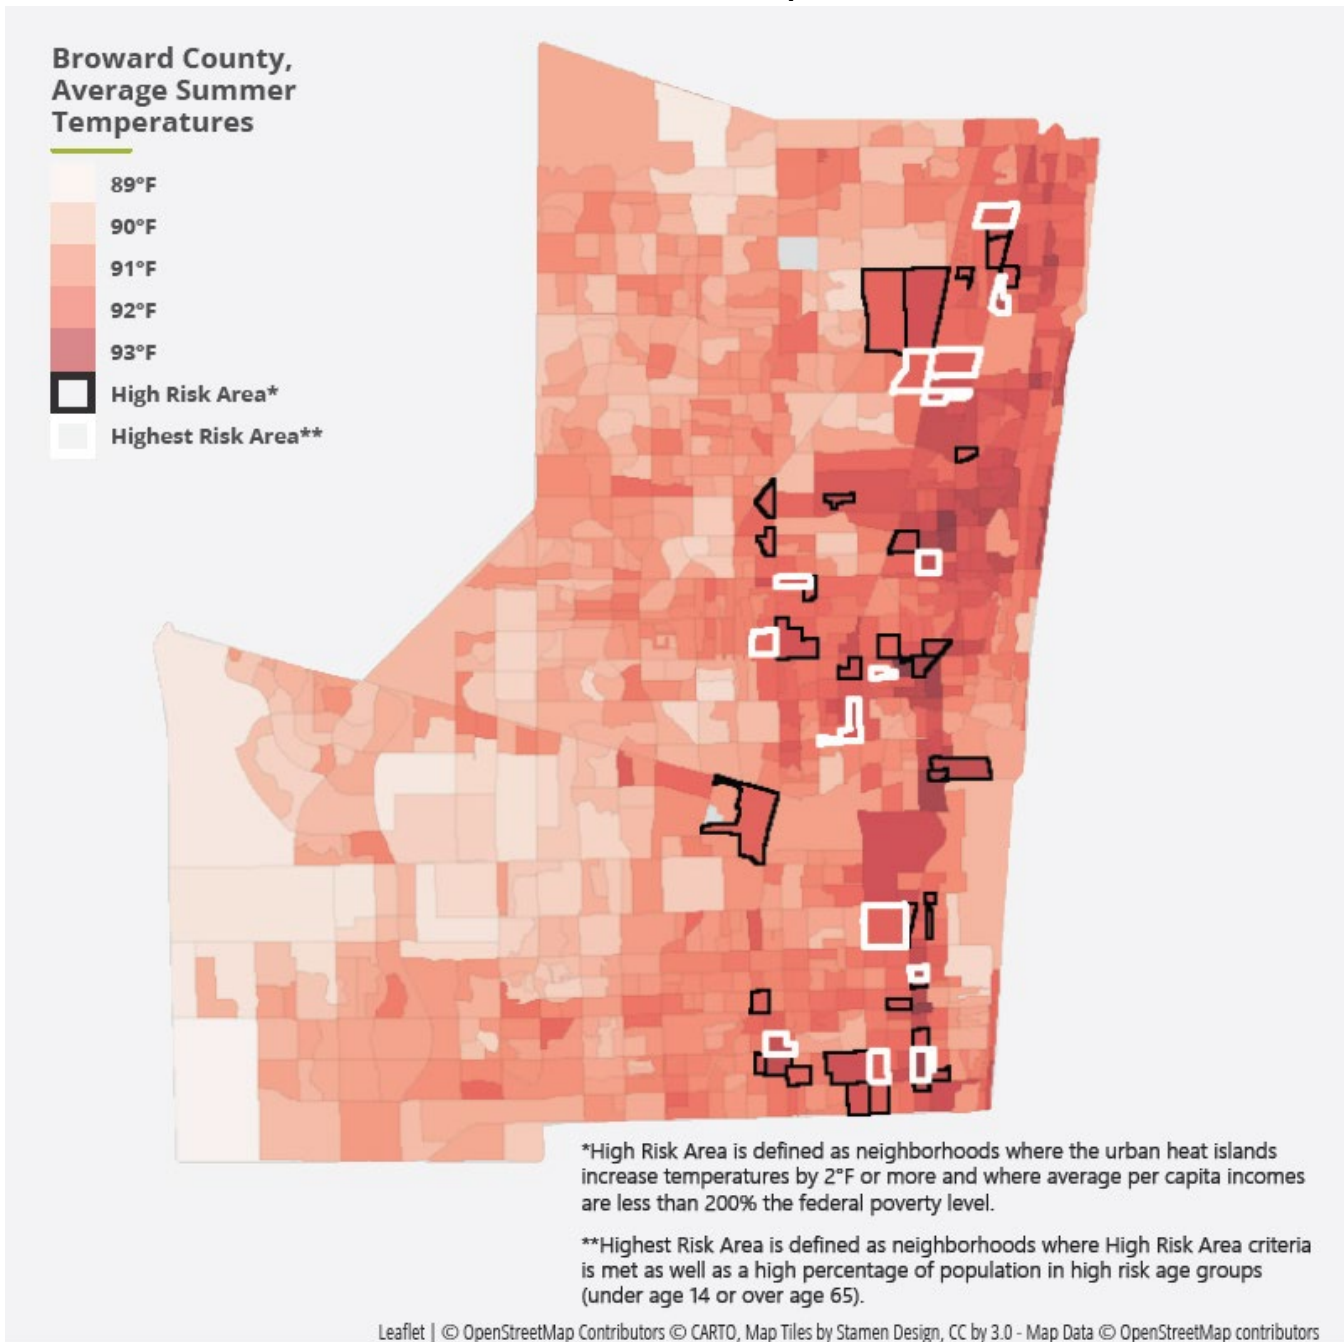 Broward County,
Average Summer
Temperatures
89°F
90°F
91°F
92°F
93°F
High Risk Area*
Highest Risk Area**
*High Risk Area is defined as neighborhoods where the urban heat islands
increase temperatures by 2°F or more and where average per capita incomes
are less than 200% the federal poverty level.
**Highest Risk Area is defined as neighborhoods where High Risk Area criteria
is met as well as a high percentage of population in high risk age groups
(under age 14 or over age 65).
Leaflet | © OpenStreetMap Contributors © CARTO, Map Tiles by Stamen Design, CC by 3.0 - Map Data © OpenStreetMap contributors